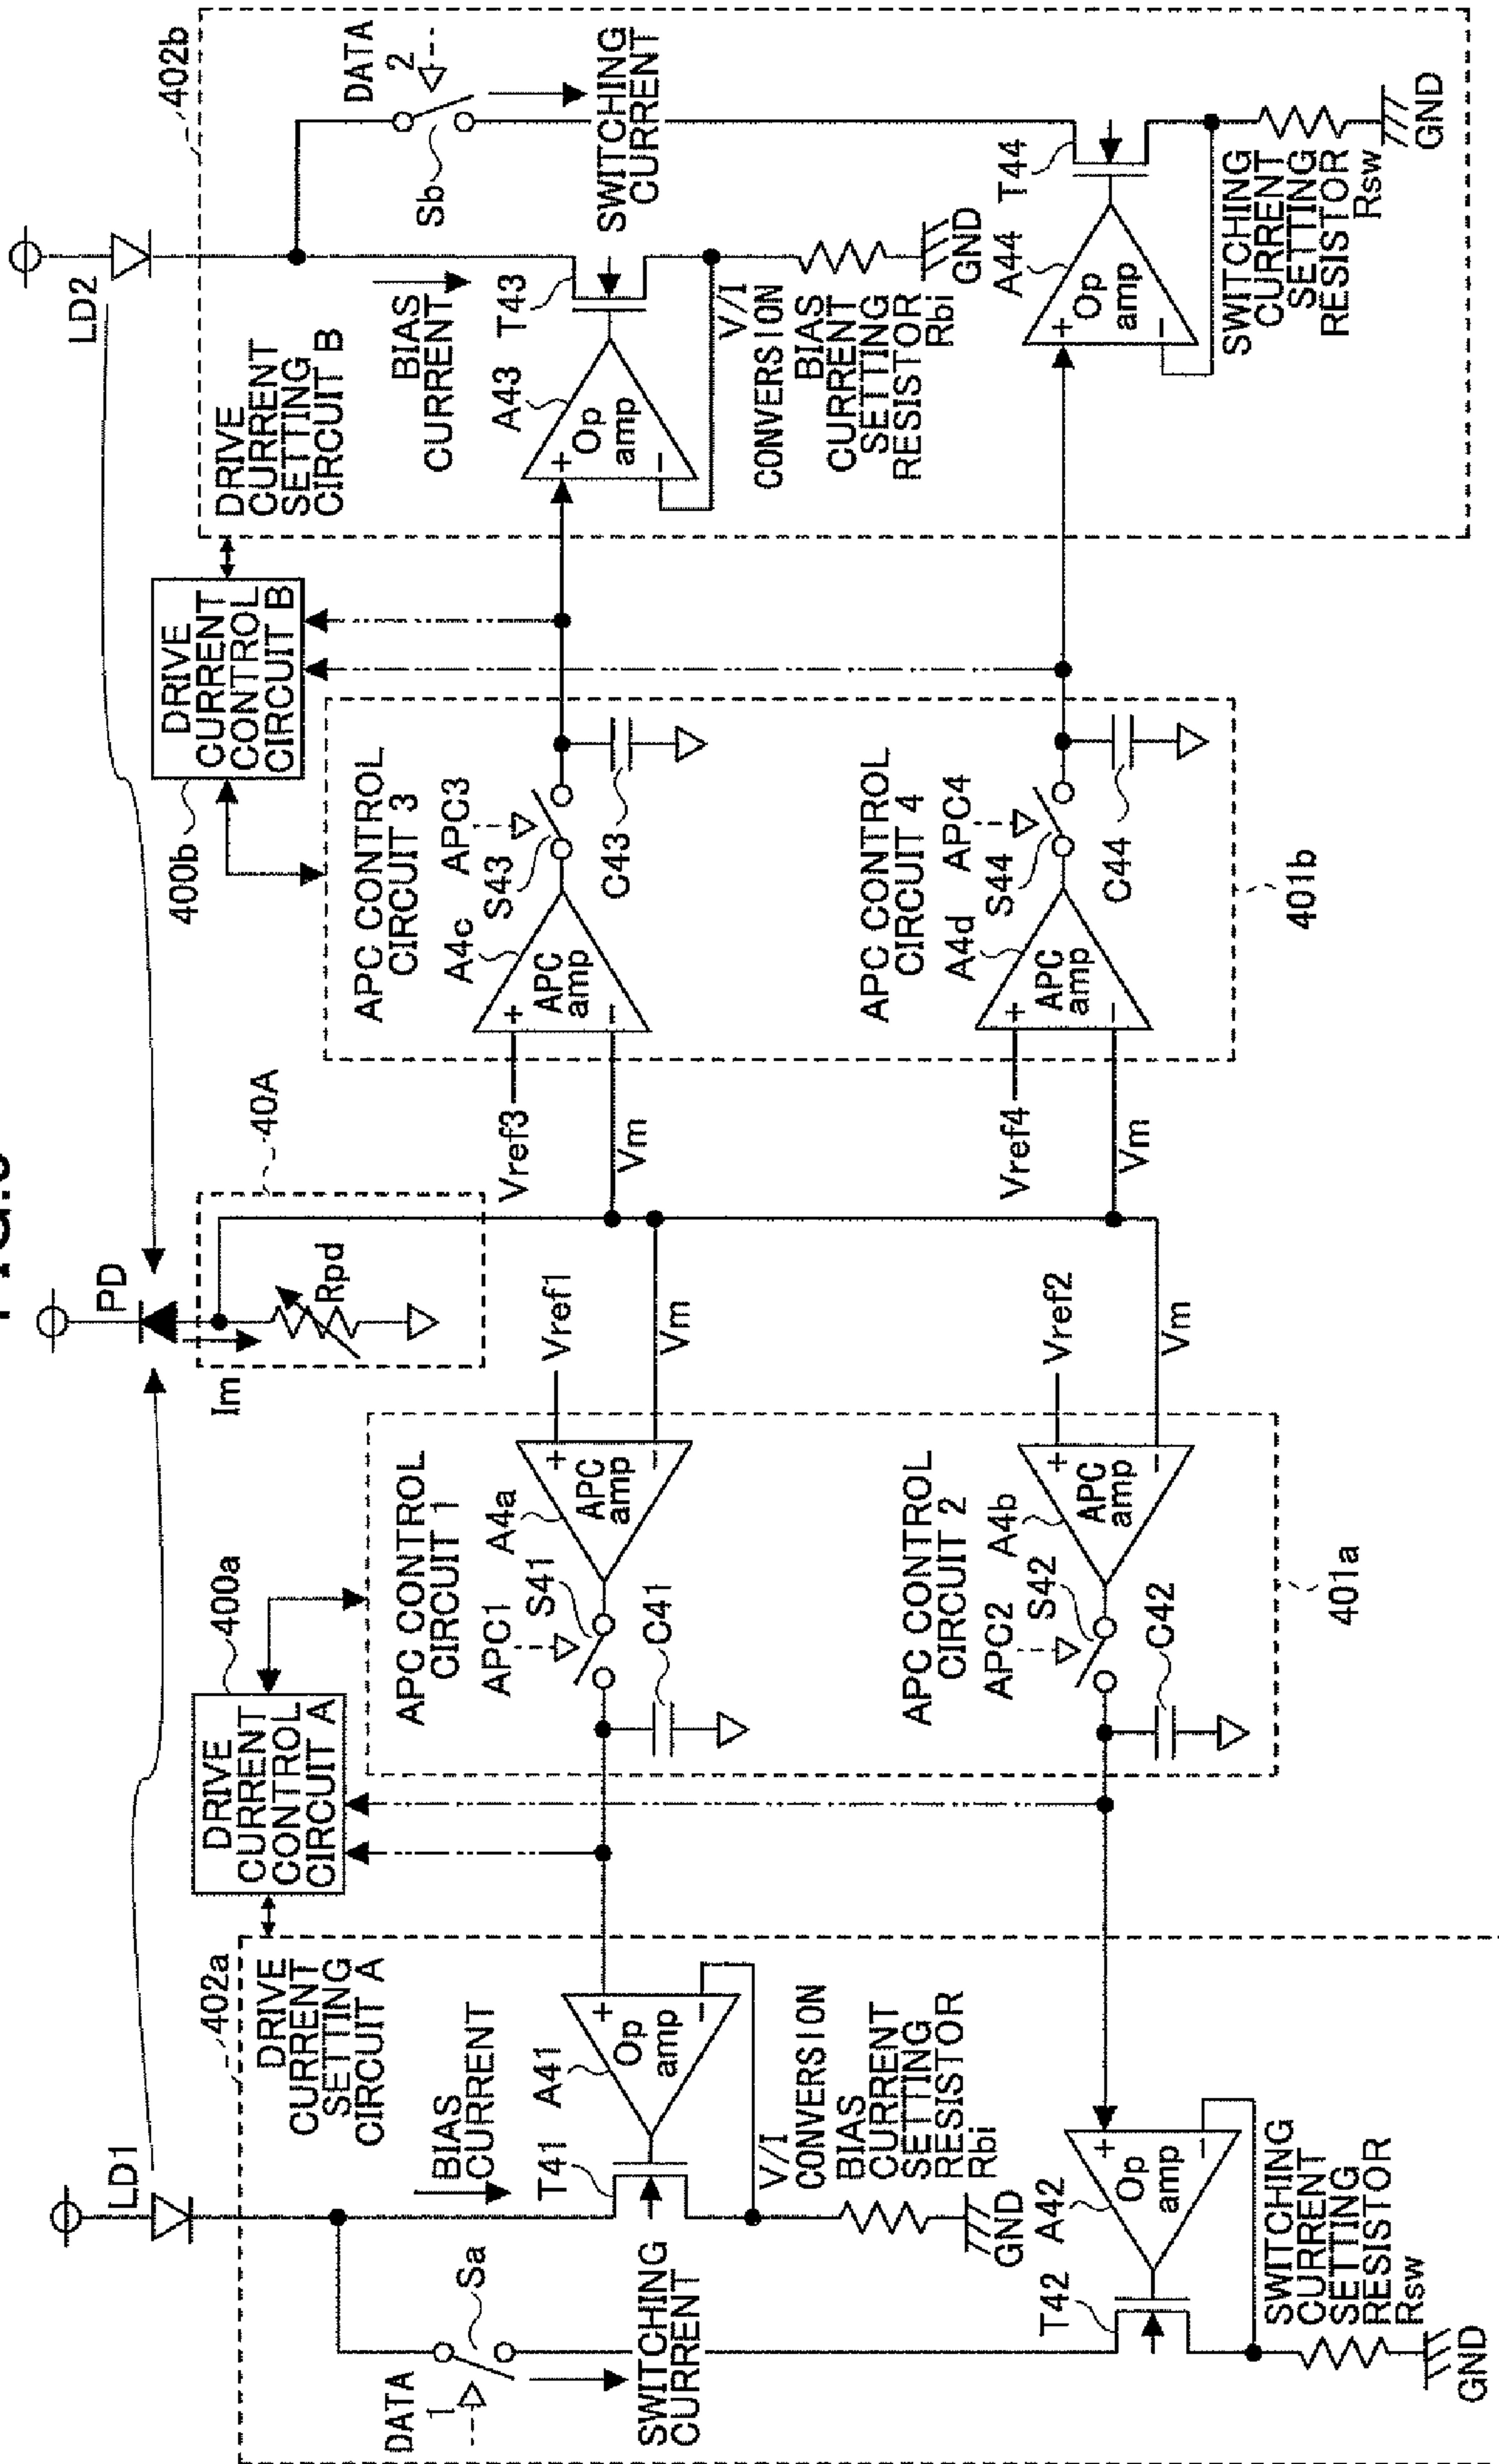 LD1
402a
DRIVE
CURRENT
SETTING
CIRCUIT A
DATA
1
Sa
SWITCHING
CURRENT
BIAS
CURRENT
T41
A41
Op
amp
+
-
V/I
CONVERSION
BIAS
CURRENT
SETTING
RESISTOR
Rbi
GND
T42
A42
Op
amp
+
-
SWITCHING
CURRENT
SETTING
RESISTOR
Rsw
GND
DRIVE
CURRENT
CONTROL
CIRCUIT A
400a
APC CONTROL
CIRCUIT 1
APC1
S41
A4a
APC
amp
+
-
C41
Vref1
Vm
APC CONTROL
CIRCUIT 2
APC2
S42
A4b
APC
amp
+
-
C42
Vref2
Vm
401a
PD
Im
Rpd
40A
Vref3
Vm
APC CONTROL
CIRCUIT 3
A4c
APC
amp
+
-
S43
APC3
C43
Vref4
Vm
APC CONTROL
CIRCUIT 4
A4d
APC
amp
+
-
S44
APC4
C44
401b
400b
DRIVE
CURRENT
CONTROL
CIRCUIT B
LD2
402b
DRIVE
CURRENT
SETTING
CIRCUIT B
BIAS
CURRENT
A43
T43
Op
amp
+
-
V/I
CONVERSION
BIAS
CURRENT
SETTING
RESISTOR
Rbi
GND
Sb
DATA
2
SWITCHING
CURRENT
A44
T44
Op
amp
+
-
SWITCHING
CURRENT
SETTING
RESISTOR
Rsw
GND